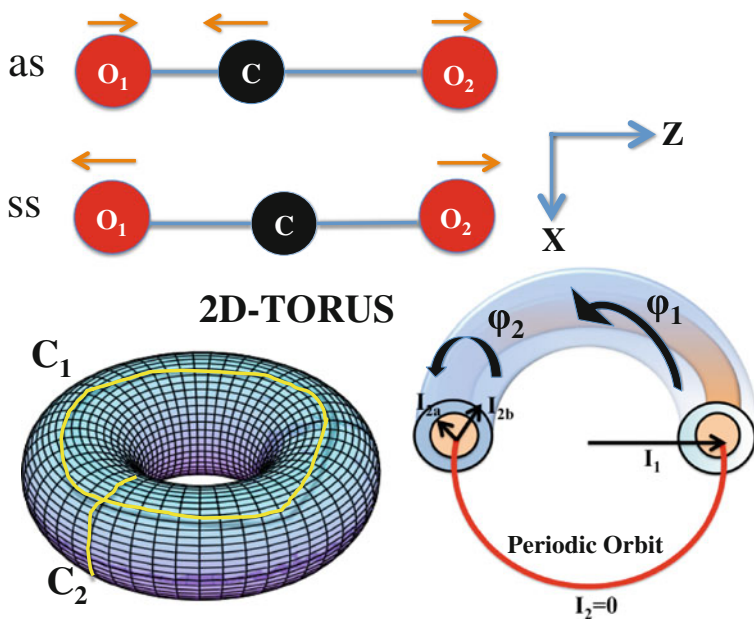 as
O₁ C O₂
Z
X
ss
O₁ C O₂
2D-TORUS
C₁
C₂
φ₂
φ₁
I₂ₐ
I₂b
I₁
Periodic Orbit
I₂=0